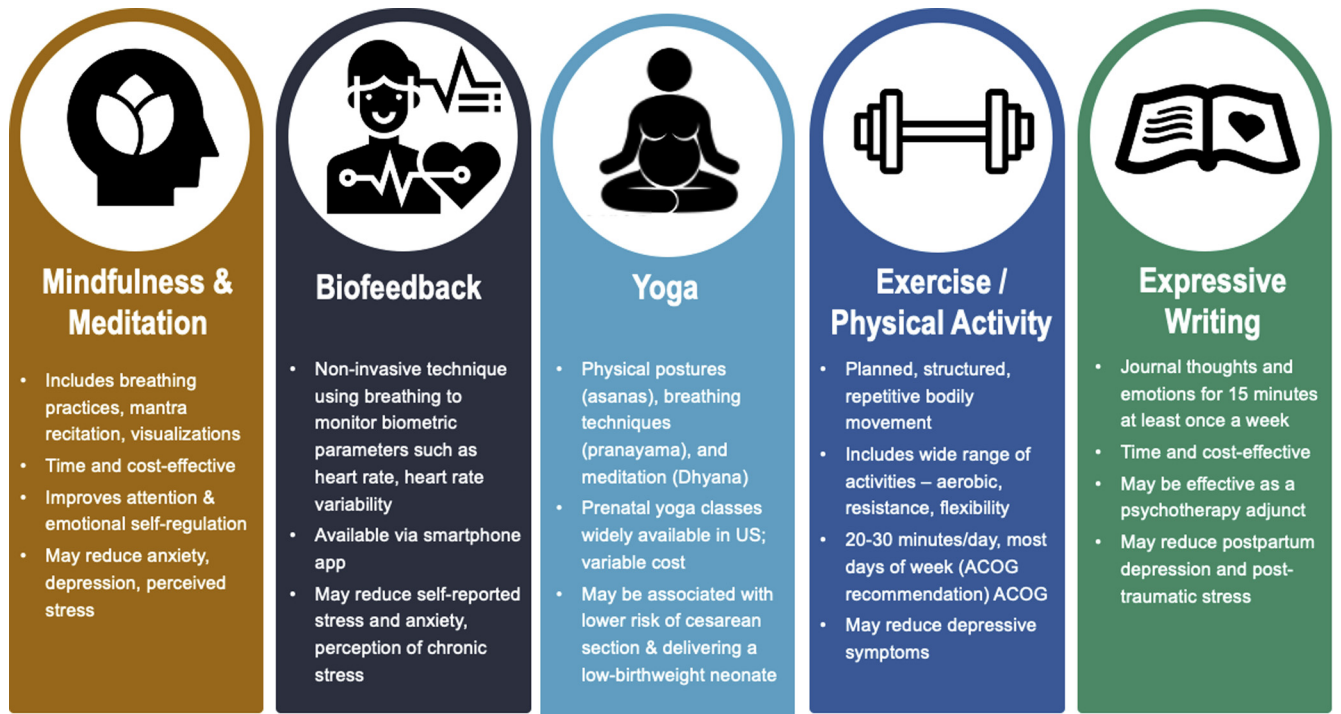 Mindfulness &
Meditation
• Includes breathing
practices, mantra
recitation, visualizations
• Time and cost-effective
• Improves attention &
emotional self-regulation
• May reduce anxiety,
depression, perceived
stress
Biofeedback
• Non-invasive technique
using breathing to
monitor biometric
parameters such as
heart rate, heart rate
variability
• Available via smartphone
app
• May reduce self-reported
stress and anxiety,
perception of chronic
stress
Yoga
• Physical postures
(asanas), breathing
techniques
(pranayama), and
meditation (Dhyana)
• Prenatal yoga classes
widely available in US;
variable cost
• May be associated with
lower risk of cesarean
section & delivering a
low-birthweight neonate
Exercise /
Physical Activity
• Planned, structured,
repetitive bodily
movement
• Includes wide range of
activities – aerobic,
resistance, flexibility
• 20-30 minutes/day, most
days of week (ACOG
recommendation) ACOG
• May reduce depressive
symptoms
Expressive
Writing
• Journal thoughts and
emotions for 15 minutes
at least once a week
• Time and cost-effective
• May be effective as a
psychotherapy adjunct
• May reduce postpartum
depression and post-
traumatic stress